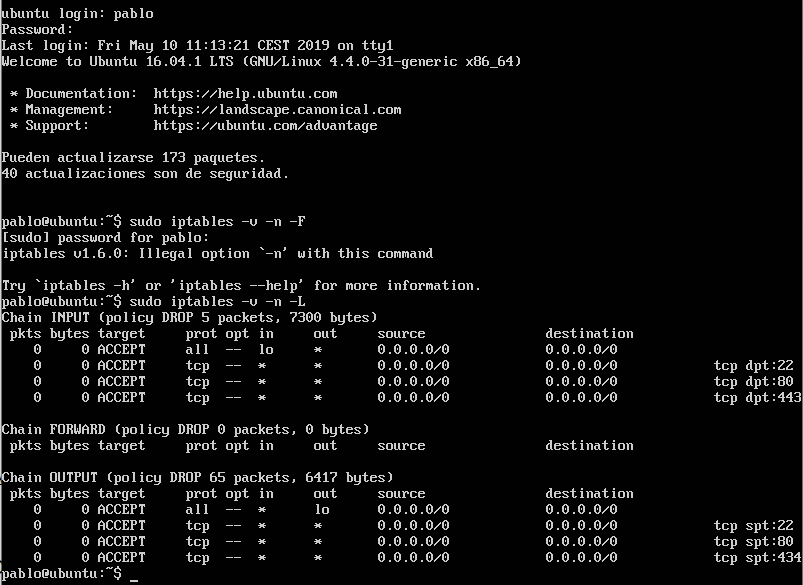 ubuntu login: pablo
Password:
Last login: Fri May 10 11:13:21 CEST 2019 on tty1
Welcome to Ubuntu 16.04.1 LTS (GNU/Linux 4.4.0-31-generic x86_64)
* Documentation:  https://help.ubuntu.com
* Management:     https://landscape.canonical.com
* Support:        https://ubuntu.com/advantage
Pueden actualizarse 173 paquetes.
40 actualizaciones son de seguridad.
pablo@ubuntu:~$ sudo iptables -v -n -F
[sudo] password for pablo:
iptables v1.6.0: Illegal option `-n' with this command
Try `iptables -h' or 'iptables --help' for more information.
pablo@ubuntu:~$ sudo iptables -v -n -L
Chain INPUT (policy DROP 5 packets, 7300 bytes)
pkts bytes target     prot opt in     out     source               destination
0     0 ACCEPT     all  --  lo     *       0.0.0.0/0            0.0.0.0/0
0     0 ACCEPT     tcp  --  *      *       0.0.0.0/0            0.0.0.0/0            tcp dpt:22
0     0 ACCEPT     tcp  --  *      *       0.0.0.0/0            0.0.0.0/0            tcp dpt:80
0     0 ACCEPT     tcp  --  *      *       0.0.0.0/0            0.0.0.0/0            tcp dpt:443
Chain FORWARD (policy DROP 0 packets, 0 bytes)
pkts bytes target     prot opt in     out     source               destination
Chain OUTPUT (policy DROP 65 packets, 6417 bytes)
pkts bytes target     prot opt in     out     source               destination
0     0 ACCEPT     all  --  *      lo      0.0.0.0/0            0.0.0.0/0
0     0 ACCEPT     tcp  --  *      *       0.0.0.0/0            0.0.0.0/0            tcp spt:22
0     0 ACCEPT     tcp  --  *      *       0.0.0.0/0            0.0.0.0/0            tcp spt:80
0     0 ACCEPT     tcp  --  *      *       0.0.0.0/0            0.0.0.0/0            tcp spt:434
pablo@ubuntu:~$ _